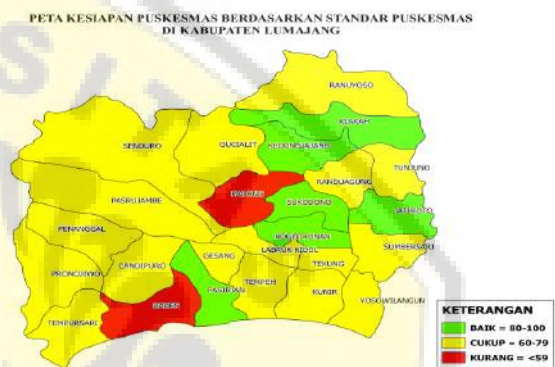 PETA KESIAPAN PUSKESMAS BERDASARKAN STANDAR PUSKESMAS
DI KABUPATEN LUMAJANG
RANUYOSO
KLAKAH
SENDURO
GUCIALIT
KEDUNGJAJANG
TUNJUNG
RANDUAGUNG
PASRUJAMBE
SUKODONO
JATIROTO
PENANGGAL
ROGOTRUNAN
LABRUK KIDUL
SUMBERSARI
GESANG
TEKUNG
CANDIPURO
PRONOJIWO
TEMPEH
PASIRIAN
KUNIR
YOSOWILANGUN
TEMPURSARI
KETERANGAN
BAIK = 80-100
CUKUP = 60-79
KURANG = <59